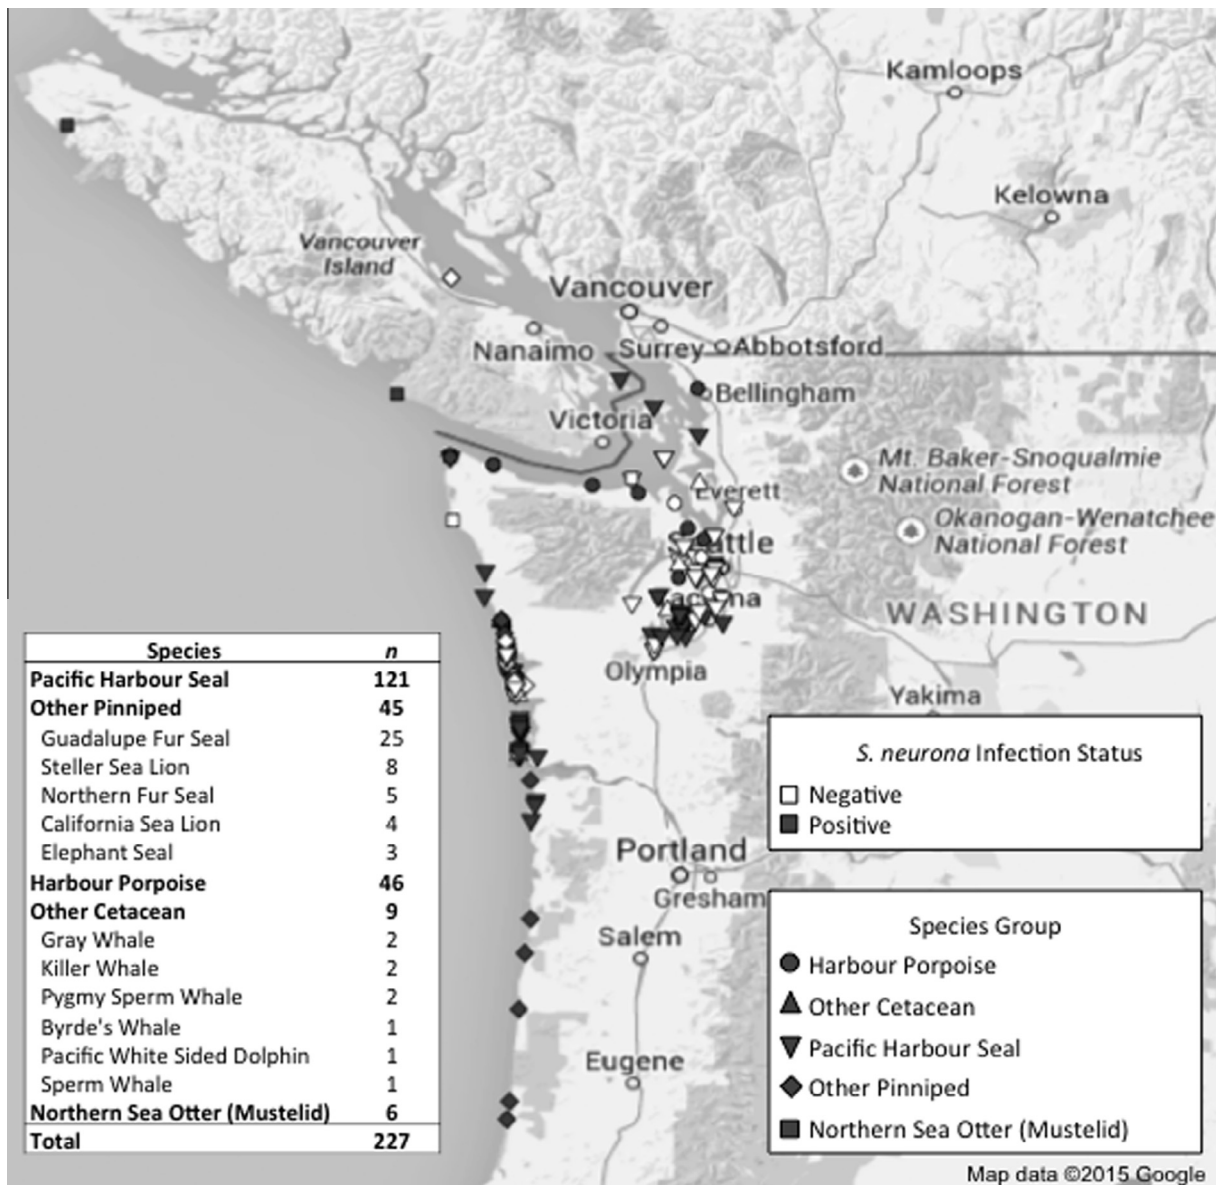 Kamloops
Kelowna
Vancouver
Island
Vancouver
Nanaimo
Surrey
Abbotsford
Bellingham
Victoria
Mt. Baker-Snoqualmie
National Forest
Everett
Okanogan-Wenatchee
National Forest
ttle
ma
WASHINGTON
Olympia
Yakima
Species n
Pacific Harbour Seal 121
Other Pinniped 45
Guadalupe Fur Seal 25
Steller Sea Lion 8
Northern Fur Seal 5
California Sea Lion 4
Elephant Seal 3
Harbour Porpoise 46
Other Cetacean 9
Gray Whale 2
Killer Whale 2
Pygmy Sperm Whale 2
Byrde's Whale 1
Pacific White Sided Dolphin 1
Sperm Whale 1
Northern Sea Otter (Mustelid) 6
Total 227
S. neurona Infection Status
Negative
Positive
Portland
Gresham
Salem
Eugene
Species Group
Harbour Porpoise
Other Cetacean
Pacific Harbour Seal
Other Pinniped
Northern Sea Otter (Mustelid)
Map data ©2015 Google